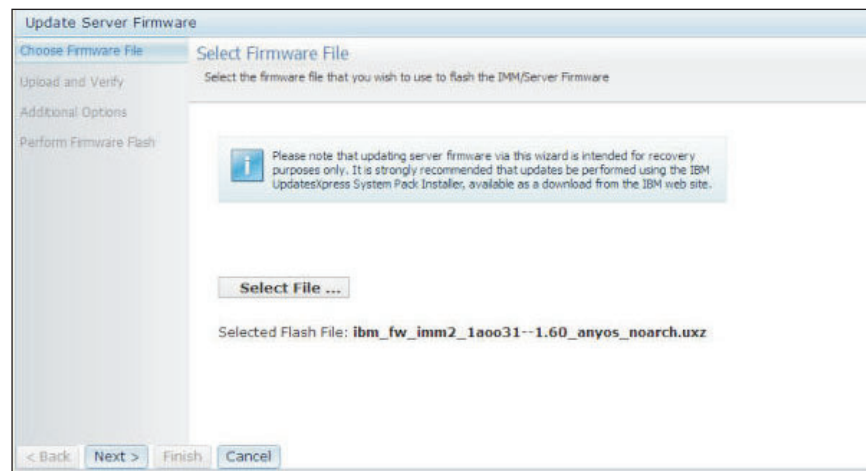 Update Server Firmware
Choose Firmware File
Upload and Verify
Additional Options
Perform Firmware Flash
Select Firmware File
Select the firmware file that you wish to use to flash the IMM/Server Firmware
Please note that updating server firmware via this wizard is intended for recovery
purposes only. It is strongly recommended that updates be performed using the IBM
UpdatesXpress System Pack Installer, available as a download from the IBM web site.
Select File ...
Selected Flash File: ibm_fw_imm2_1aoo31--1.60_anyos_noarch.uxz
< Back Next > Finish Cancel